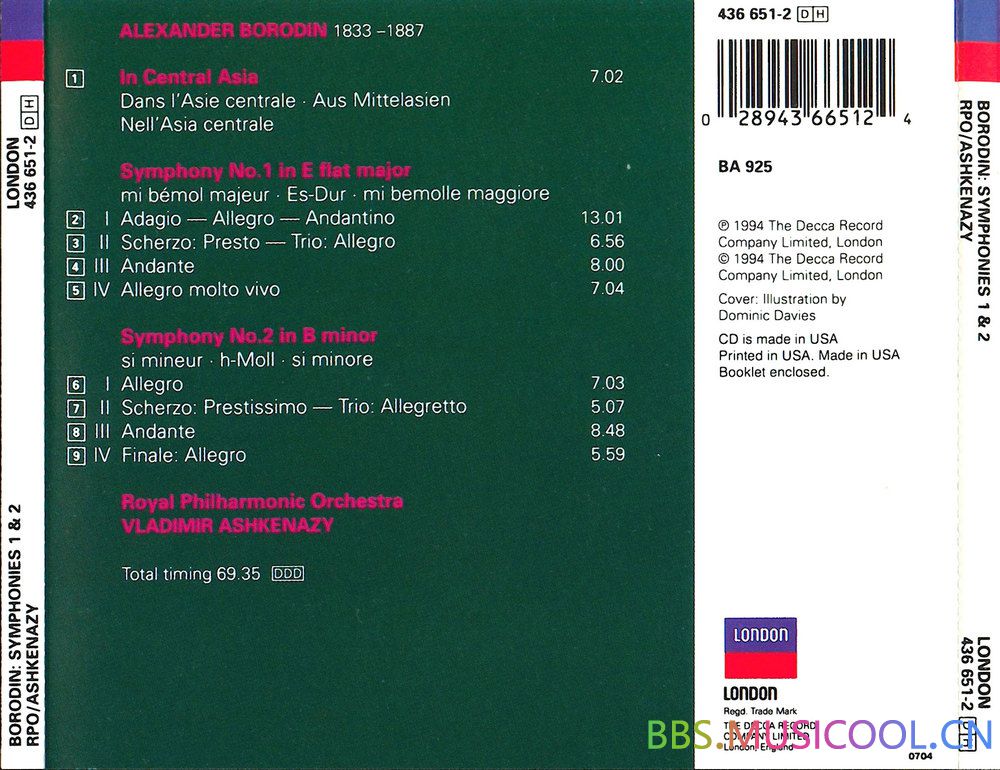 BORODIN: SYMPHONIES 1 & 2
RPO/ASHKENAZY
LONDON
436 651-2 DH
ALEXANDER BORODIN 1833 –1887
1 In Central Asia 7.02
Dans l'Asie centrale · Aus Mittelasien
Nell'Asia centrale
Symphony No.1 in E flat major
mi bémol majeur · Es-Dur · mi bemolle maggiore
2 I Adagio — Allegro — Andantino 13.01
3 II Scherzo: Presto — Trio: Allegro 6.56
4 III Andante 8.00
5 IV Allegro molto vivo 7.04
Symphony No.2 in B minor
si mineur · h-Moll · si minore
6 I Allegro 7.03
7 II Scherzo: Prestissimo — Trio: Allegretto 5.07
8 III Andante 8.48
9 IV Finale: Allegro 5.59
Royal Philharmonic Orchestra
VLADIMIR ASHKENAZY
Total timing 69.35 DDD
436 651-2 DH
0 28943 66512 4
BA 925
℗ 1994 The Decca Record
Company Limited, London
© 1994 The Decca Record
Company Limited, London
Cover: Illustration by
Dominic Davies
CD is made in USA
Printed in USA. Made in USA
Booklet enclosed.
LONDON
LONDON
Regd. Trade Mark
THE DECCA RECORD
COMPANY LIMITED
London, England
0704
BBS.MUSICOOL.CN
BORODIN: SYMPHONIES 1 & 2
RPO/ASHKENAZY
LONDON
436 651-2 DH